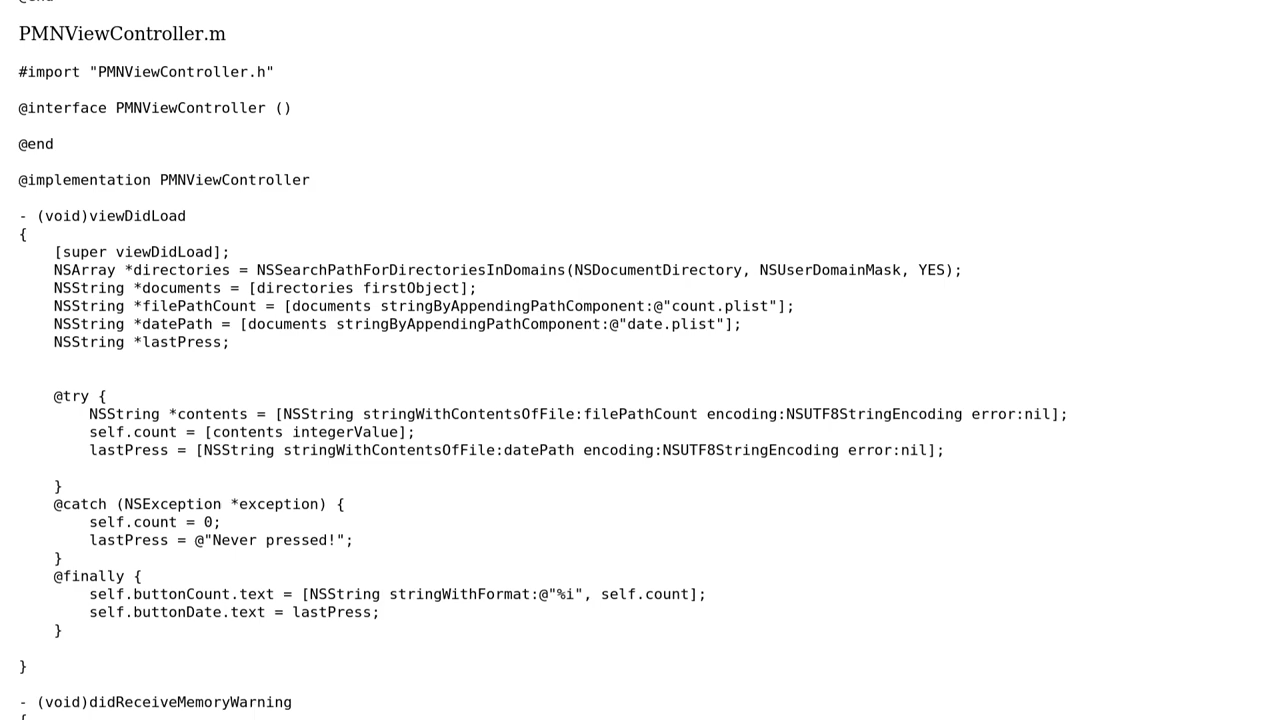 @end
PMNViewController.m
#import "PMNViewController.h"
@interface PMNViewController ()
@end
@implementation PMNViewController
- (void)viewDidLoad
{
    [super viewDidLoad];
    NSArray *directories = NSSearchPathForDirectoriesInDomains(NSDocumentDirectory, NSUserDomainMask, YES);
    NSString *documents = [directories firstObject];
    NSString *filePathCount = [documents stringByAppendingPathComponent:@"count.plist"];
    NSString *datePath = [documents stringByAppendingPathComponent:@"date.plist"];
    NSString *lastPress;
    @try {
        NSString *contents = [NSString stringWithContentsOfFile:filePathCount encoding:NSUTF8StringEncoding error:nil];
        self.count = [contents integerValue];
        lastPress = [NSString stringWithContentsOfFile:datePath encoding:NSUTF8StringEncoding error:nil];
    }
    @catch (NSException *exception) {
        self.count = 0;
        lastPress = @"Never pressed!";
    }
    @finally {
        self.buttonCount.text = [NSString stringWithFormat:@"%i", self.count];
        self.buttonDate.text = lastPress;
    }
}
- (void)didReceiveMemoryWarning
{